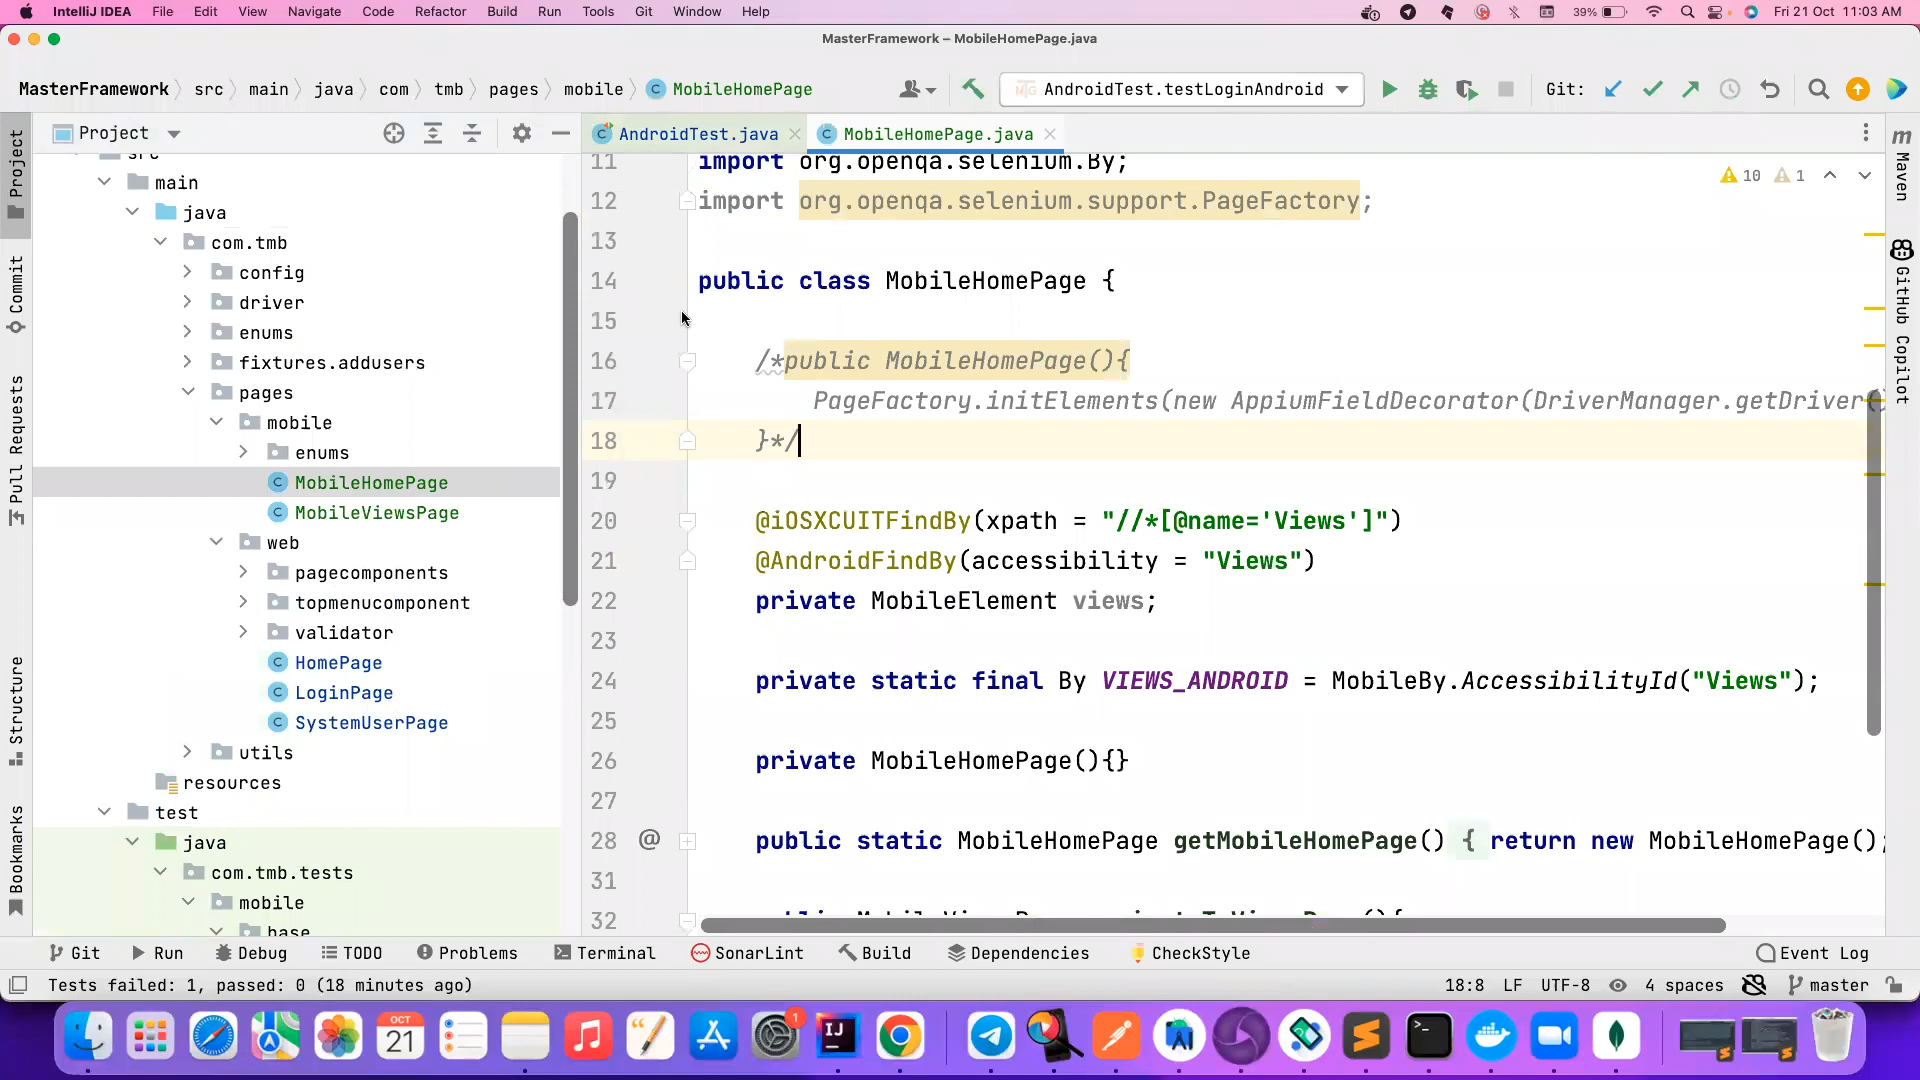 IntelliJ IDEA File Edit View Navigate Code Refactor Build Run Tools Git Window Help 39% Fri 21 Oct 11:03 AM
MasterFramework – MobileHomePage.java
MasterFramework src main java com tmb pages mobile MobileHomePage AndroidTest.testLoginAndroid Git:
Project AndroidTest.java MobileHomePage.java
src
main
java
com.tmb
config
driver
enums
fixtures.addusers
pages
mobile
enums
MobileHomePage
MobileViewsPage
web
pagecomponents
topmenucomponent
validator
HomePage
LoginPage
SystemUserPage
utils
resources
test
java
com.tmb.tests
mobile
base
11 import org.openqa.selenium.By;
12 import org.openqa.selenium.support.PageFactory;
13
14 public class MobileHomePage {
15
16 /*public MobileHomePage(){
17 PageFactory.initElements(new AppiumFieldDecorator(DriverManager.getDriver()
18 }*/
19
20 @iOSXCUITFindBy(xpath = "//*[@name='Views']")
21 @AndroidFindBy(accessibility = "Views")
22 private MobileElement views;
23
24 private static final By VIEWS_ANDROID = MobileBy.AccessibilityId("Views");
25
26 private MobileHomePage(){}
27
28 @ public static MobileHomePage getMobileHomePage() { return new MobileHomePage();
31
32
10 1
Project
Commit
Pull Requests
Structure
Bookmarks
m Maven
GitHub Copilot
Git Run Debug TODO Problems Terminal SonarLint Build Dependencies CheckStyle Event Log
Tests failed: 1, passed: 0 (18 minutes ago) 18:8 LF UTF-8 4 spaces master
OCT
21
1
IJ